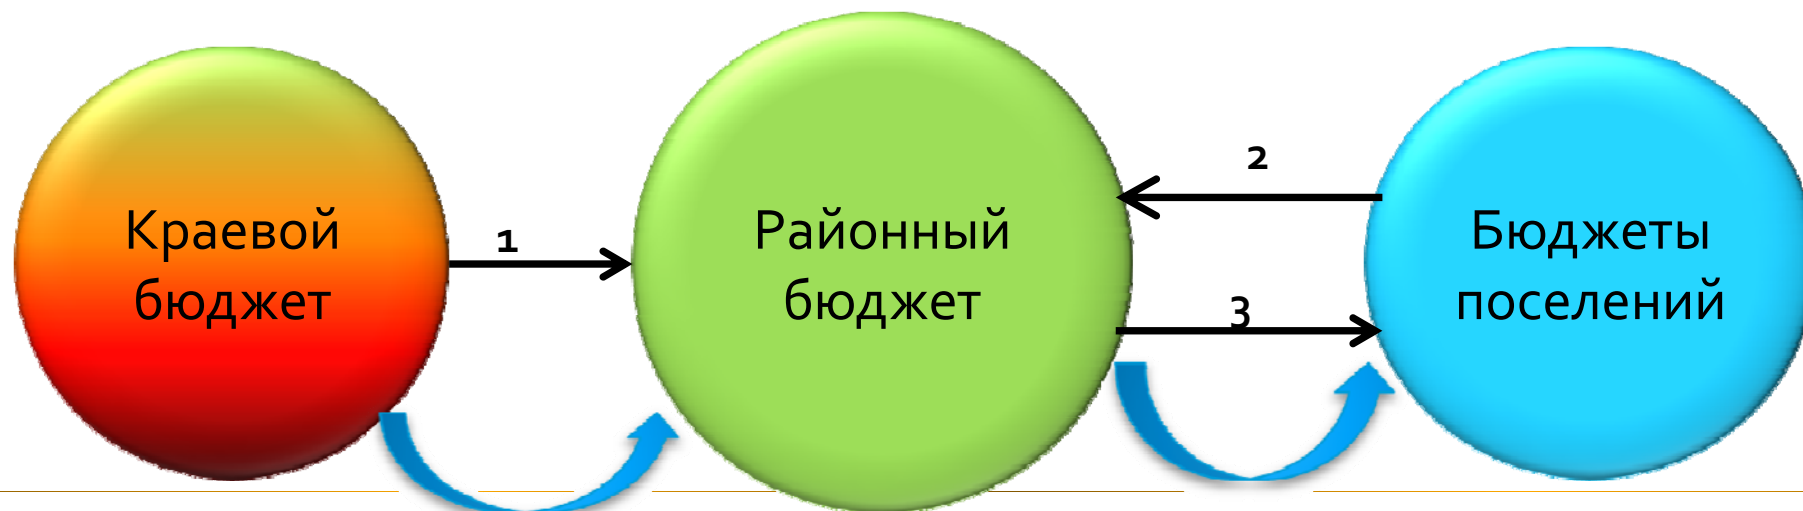 Краевой
бюджет
1
Районный
бюджет
2
3
Бюджеты
поселений